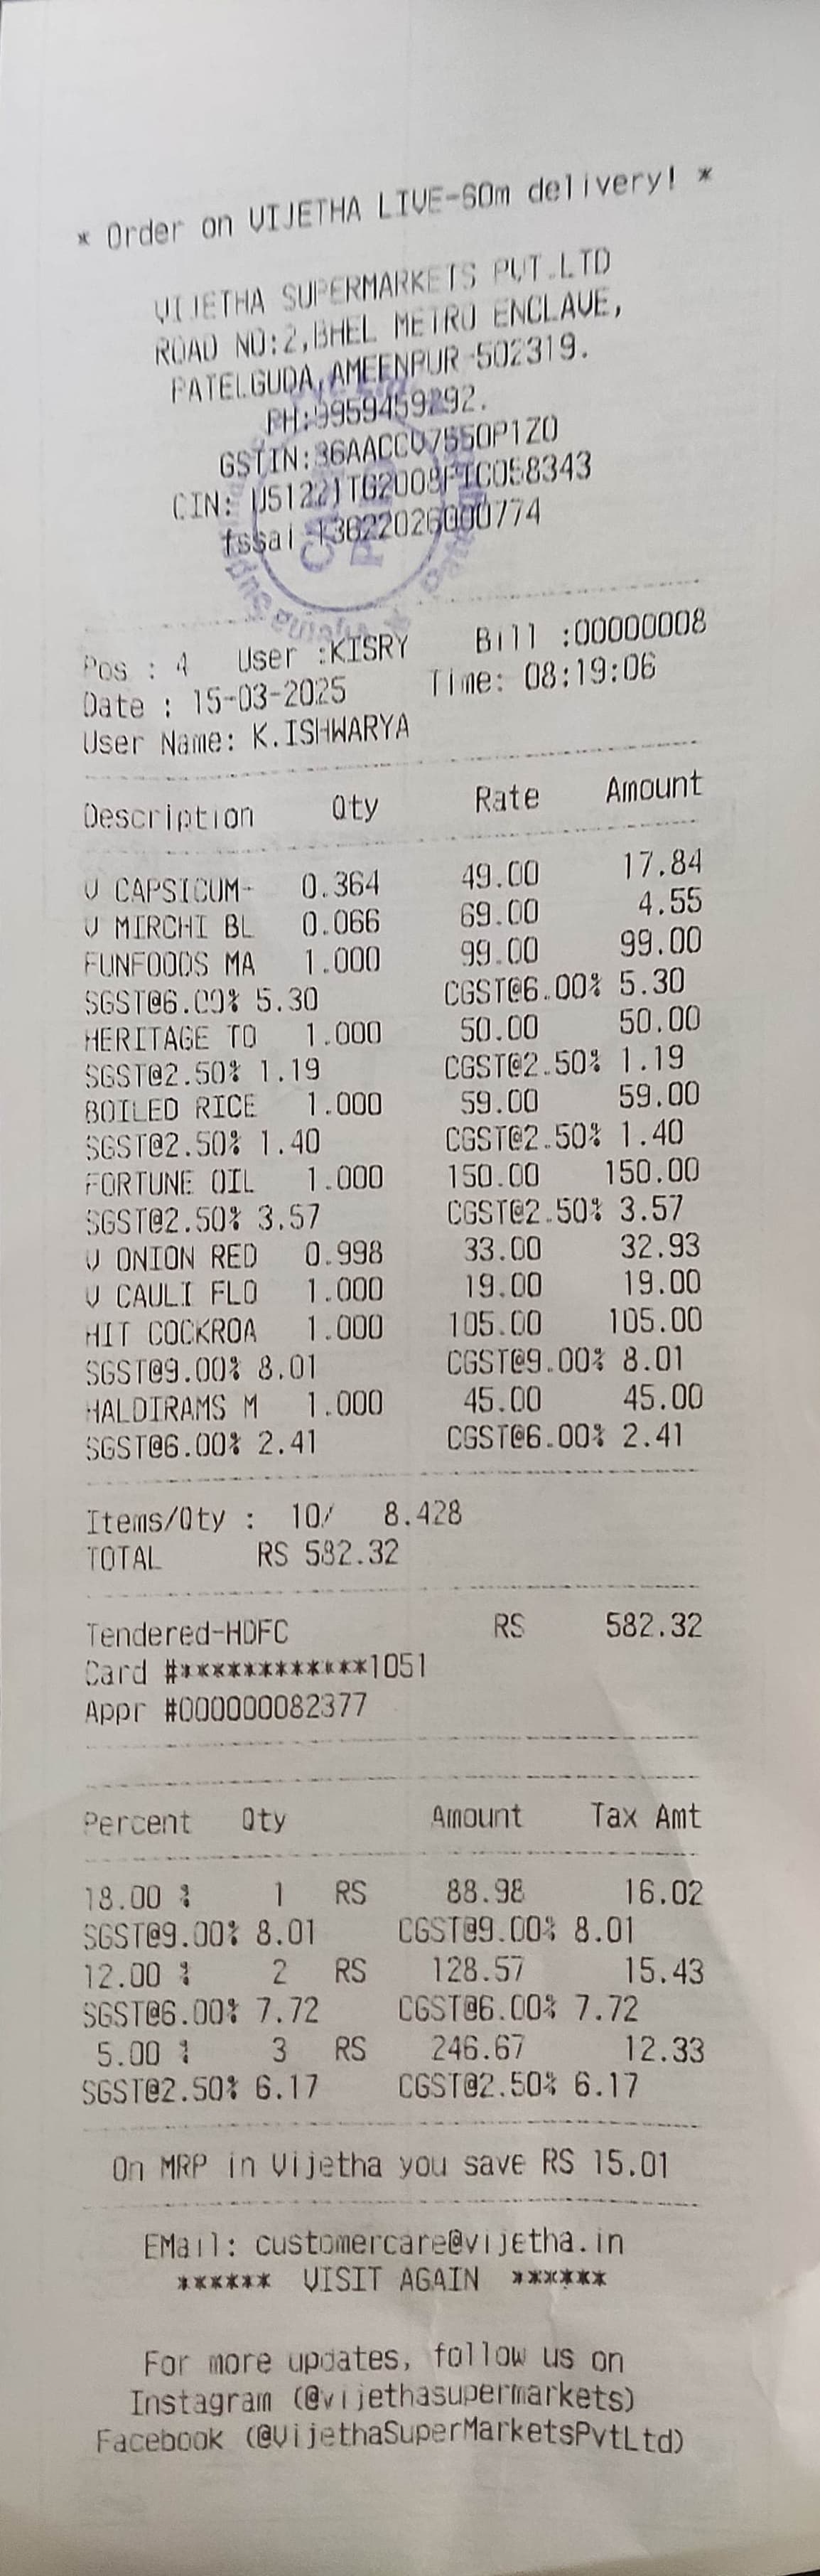 * Order on VIJETHA LIVE-60m delivery! *
VIJETHA SUPERMARKETS PVT.LTD
ROAD NO:2,BHEL METRO ENCLAVE,
PATELGUDA,AMEENPUR-502319.
PH:9959459292.
GSTIN:36AACCV7550P1ZO
CIN: U51221TG2008PTC058343
fssai-13622026000774
Pos : 4 User :KISRY Bill :00000008
Date : 15-03-2025 Time: 08:19:06
User Name: K.ISHWARYA
Description Qty Rate Amount
V CAPSICUM- 0.364 49.00 17.84
V MIRCHI BL 0.066 69.00 4.55
FUNFOODS MA 1.000 99.00 99.00
SGST@6.00% 5.30 CGST@6.00% 5.30
HERITAGE TO 1.000 50.00 50.00
SGST@2.50% 1.19 CGST@2.50% 1.19
BOILED RICE 1.000 59.00 59.00
SGST@2.50% 1.40 CGST@2.50% 1.40
FORTUNE OIL 1.000 150.00 150.00
SGST@2.50% 3.57 CGST@2.50% 3.57
V ONION RED 0.998 33.00 32.93
V CAULI FLO 1.000 19.00 19.00
HIT COCKROA 1.000 105.00 105.00
SGST@9.00% 8.01 CGST@9.00% 8.01
HALDIRAMS M 1.000 45.00 45.00
SGST@6.00% 2.41 CGST@6.00% 2.41
Items/Qty : 10/ 8.428
TOTAL RS 582.32
Tendered-HDFC RS 582.32
Card #************1051
Appr #000000082377
Percent Qty Amount Tax Amt
18.00 % 1 RS 88.98 16.02
SGST@9.00% 8.01 CGST@9.00% 8.01
12.00 % 2 RS 128.57 15.43
SGST@6.00% 7.72 CGST@6.00% 7.72
5.00 % 3 RS 246.67 12.33
SGST@2.50% 6.17 CGST@2.50% 6.17
On MRP in Vijetha you save RS 15.01
EMail: customercare@vijetha.in
****** VISIT AGAIN ******
For more updates, follow us on
Instagram (@vijethasupermarkets)
Facebook (@VijethaSuperMarketsPvtLtd)